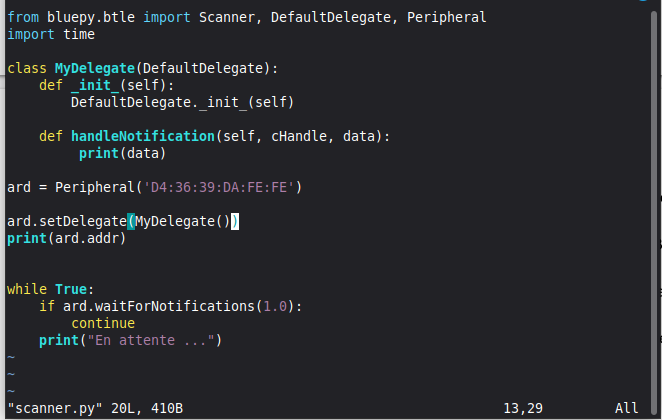 from bluepy.btle import Scanner, DefaultDelegate, Peripheral
import time
class MyDelegate(DefaultDelegate):
    def _init_(self):
        DefaultDelegate._init_(self)
    def handleNotification(self, cHandle, data):
         print(data)
ard = Peripheral('D4:36:39:DA:FE:FE')
ard.setDelegate(MyDelegate())
print(ard.addr)
while True:
    if ard.waitForNotifications(1.0):
        continue
    print("En attente ...")
~
~
~
"scanner.py" 20L, 410B 13,29 All